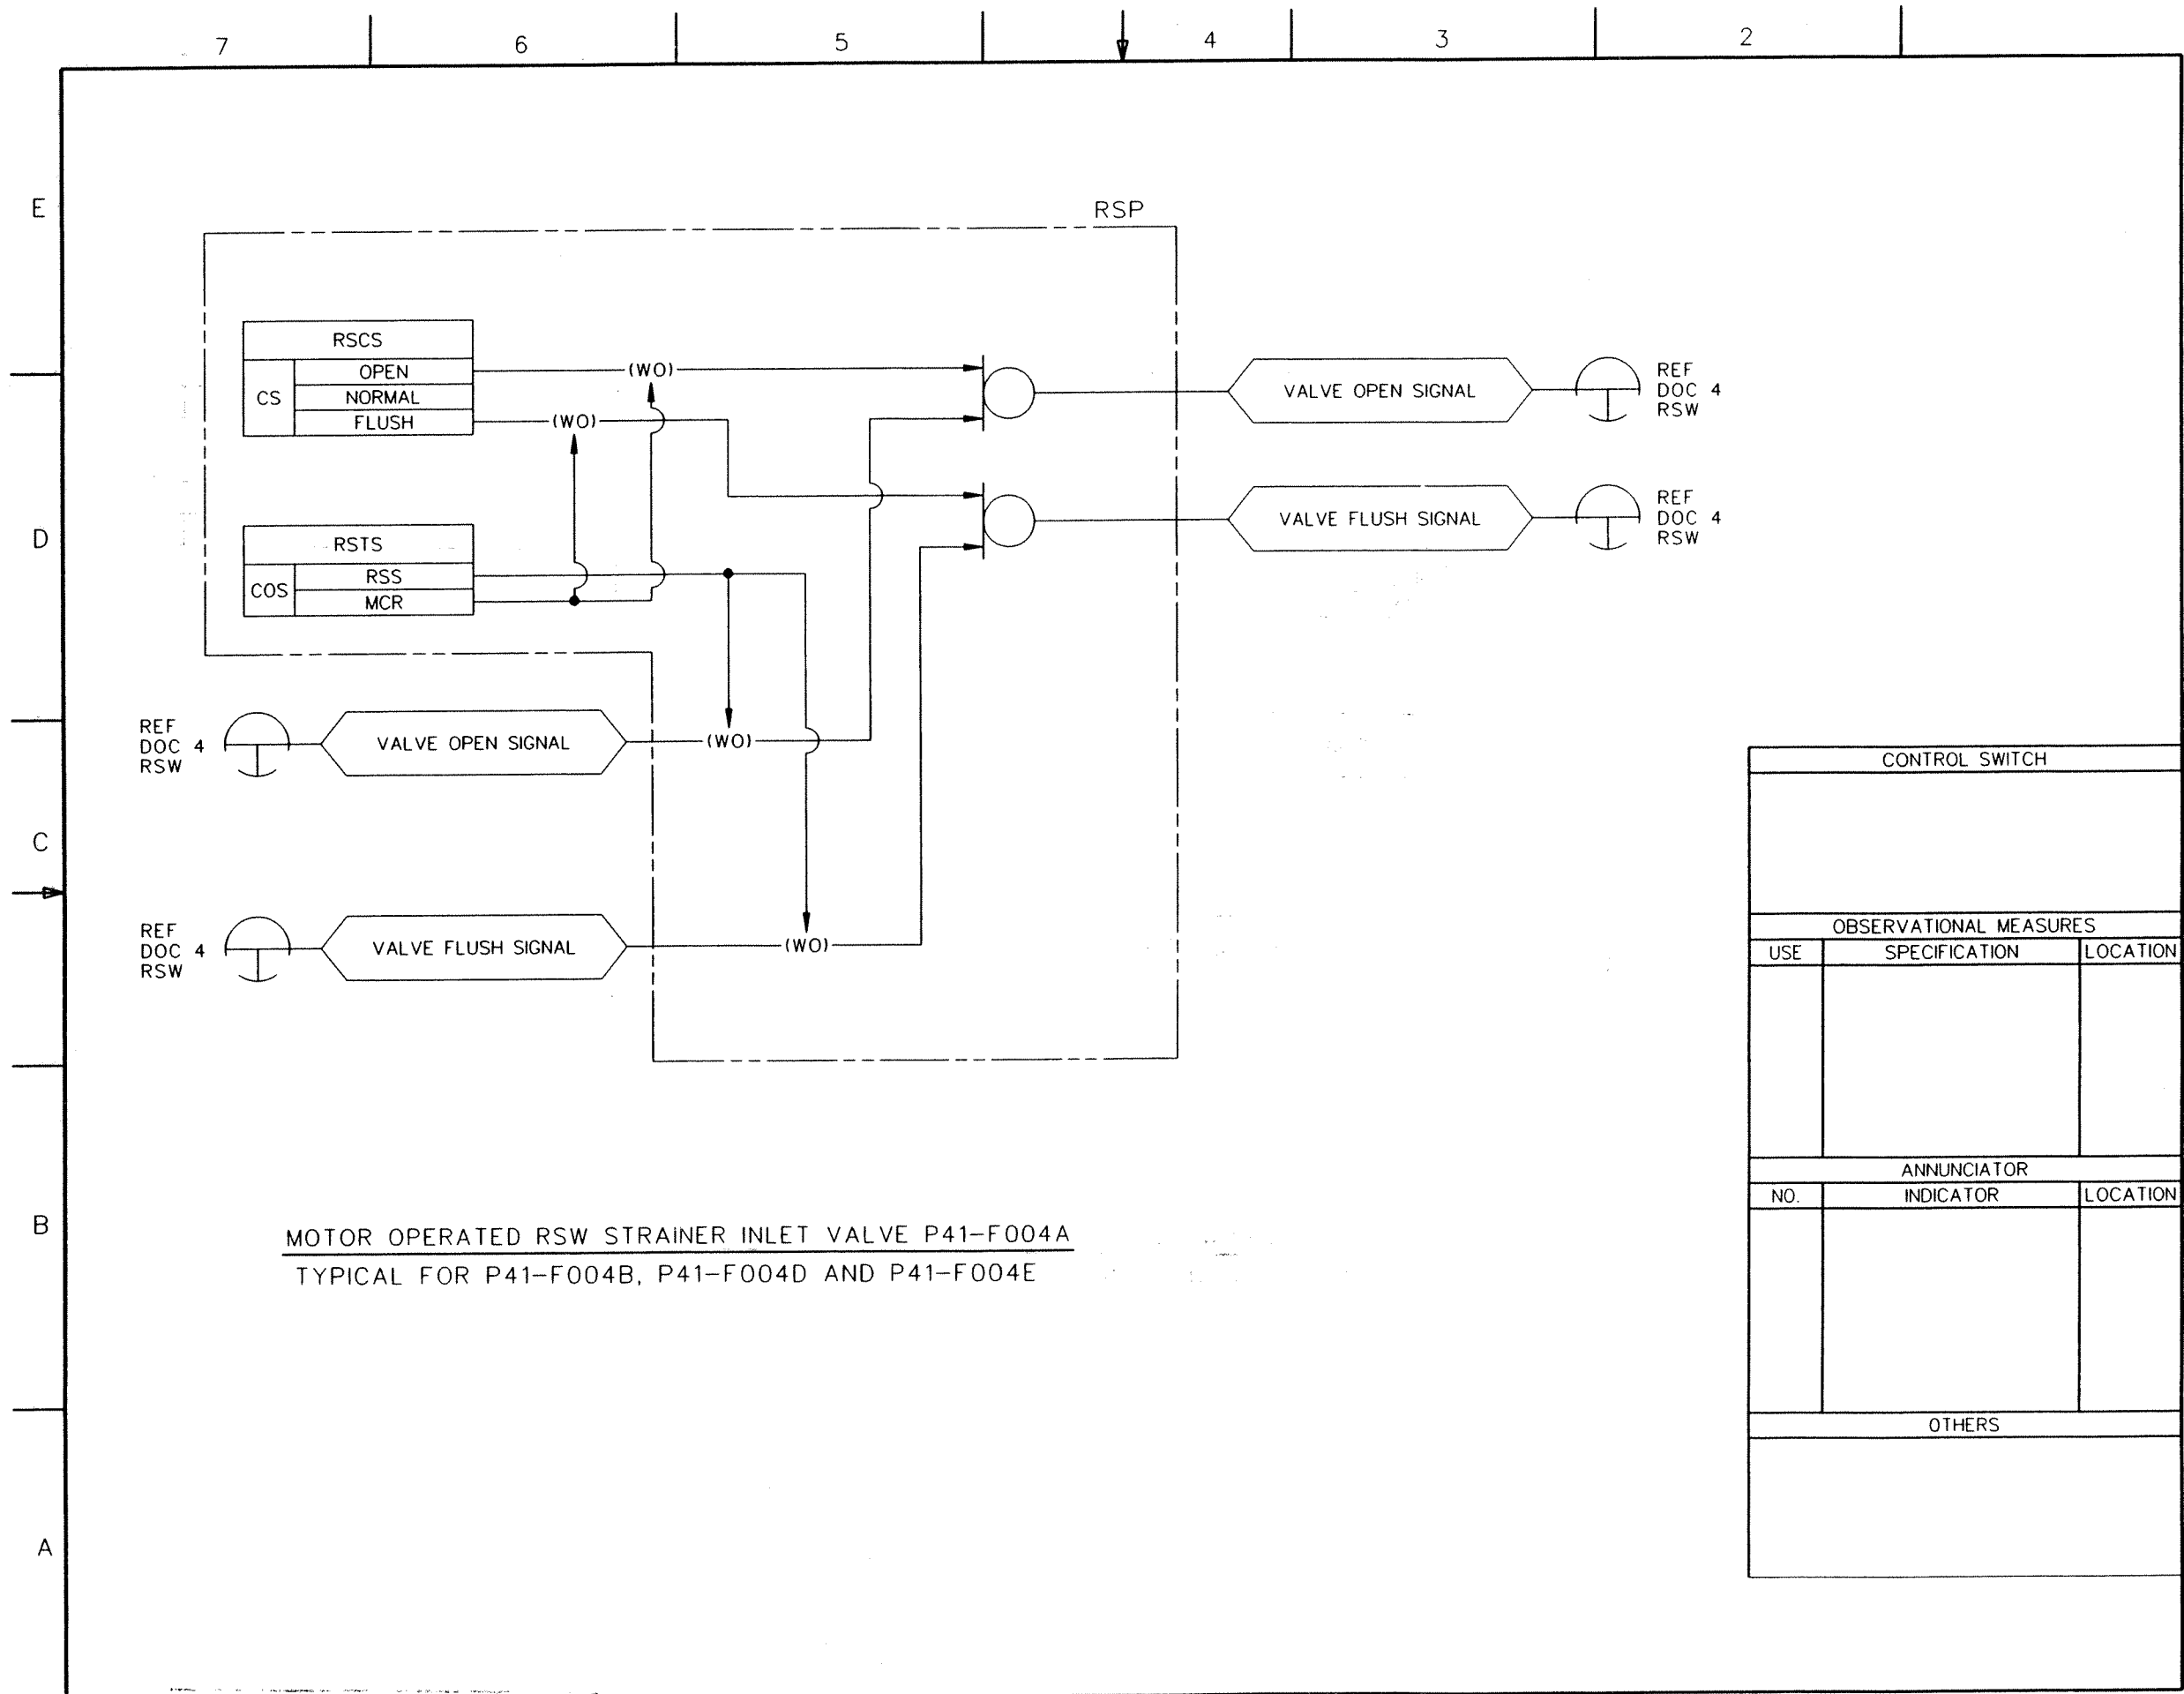 7 6 5 4 3 2
E
D
C
B
A
RSP
RSCS
CS
OPEN
NORMAL
FLUSH
(WO)
(WO)
RSTS
COS
RSS
MCR
VALVE OPEN SIGNAL
REF
DOC 4
RSW
VALVE FLUSH SIGNAL
REF
DOC 4
RSW
REF
DOC 4
RSW
VALVE OPEN SIGNAL
(WO)
REF
DOC 4
RSW
VALVE FLUSH SIGNAL
(WO)
MOTOR OPERATED RSW STRAINER INLET VALVE P41-F004A
TYPICAL FOR P41-F004B, P41-F004D AND P41-F004E
CONTROL SWITCH
OBSERVATIONAL MEASURES
USE SPECIFICATION LOCATION
ANNUNCIATOR
NO. INDICATOR LOCATION
OTHERS